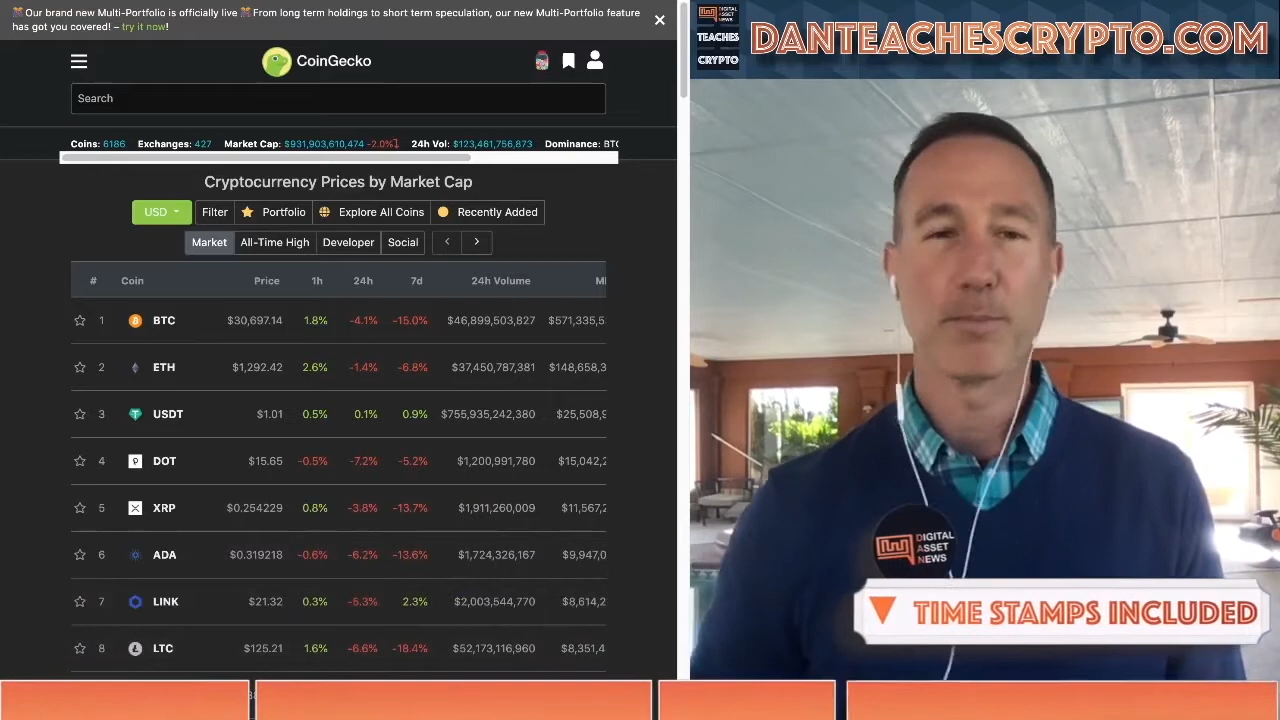 🎊Our brand new Multi-Portfolio is officially live 🎊From long term holdings to short term speculation, our new Multi-Portfolio feature
has got you covered! – try it now!
CoinGecko
Search
Coins: 6186 Exchanges: 427 Market Cap: $931,903,610,474 -2.0% 24h Vol: $123,461,756,873 Dominance: BTC
Cryptocurrency Prices by Market Cap
USD Filter Portfolio Explore All Coins Recently Added
Market All-Time High Developer Social
# Coin Price 1h 24h 7d 24h Volume
1 BTC $30,697.14 1.8% -4.1% -15.0% $46,899,503,827 $571,335,5
2 ETH $1,292.42 2.6% -1.4% -6.8% $37,450,787,381 $148,658,3
3 USDT $1.01 0.5% 0.1% 0.9% $755,935,242,380 $25,508,9
4 DOT $15.65 -0.5% -7.2% -5.2% $1,200,991,780 $15,042,2
5 XRP $0.254229 0.8% -3.8% -13.7% $1,911,260,009 $11,567,2
6 ADA $0.319218 -0.6% -6.2% -13.6% $1,724,326,167 $9,947,0
7 LINK $21.32 0.3% -5.3% 2.3% $2,003,544,770 $8,614,2
8 LTC $125.21 1.6% -6.6% -18.4% $52,173,116,960 $8,351,4
DIGITAL
ASSET
NEWS
TEACHES
CRYPTO
DANTEACHESCRYPTO.COM
DIGITAL
ASSET
NEWS
TIME STAMPS INCLUDED